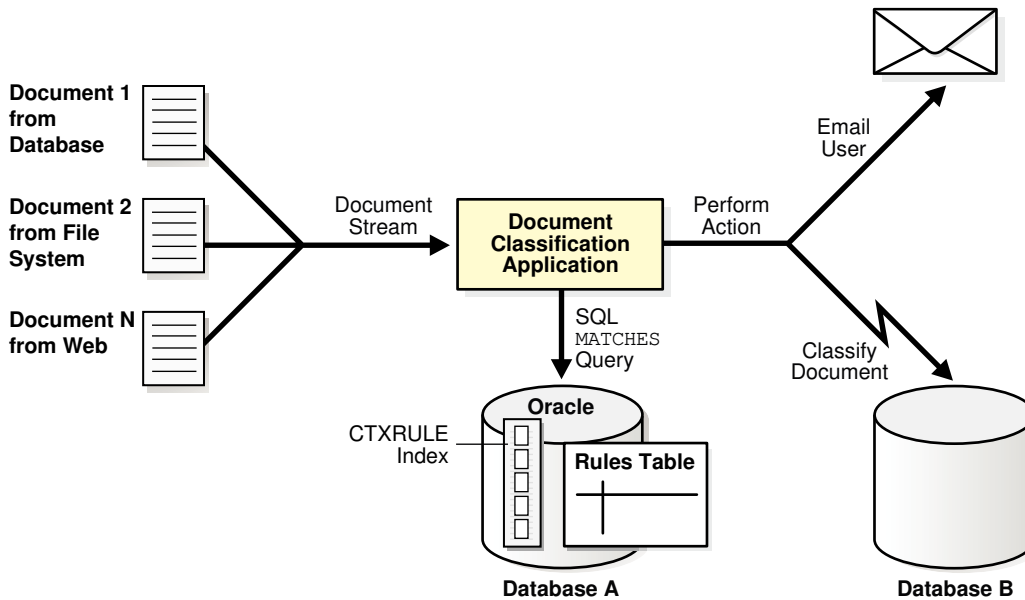 Document 1
from
Database
Document 2
from File
System
Document N
from Web
Document
Stream
Document
Classification
Application
Perform
Action
Email
User
Classify
Document
SQL
MATCHES
Query
Oracle
CTXRULE
Index
Rules Table
Database A
Database B